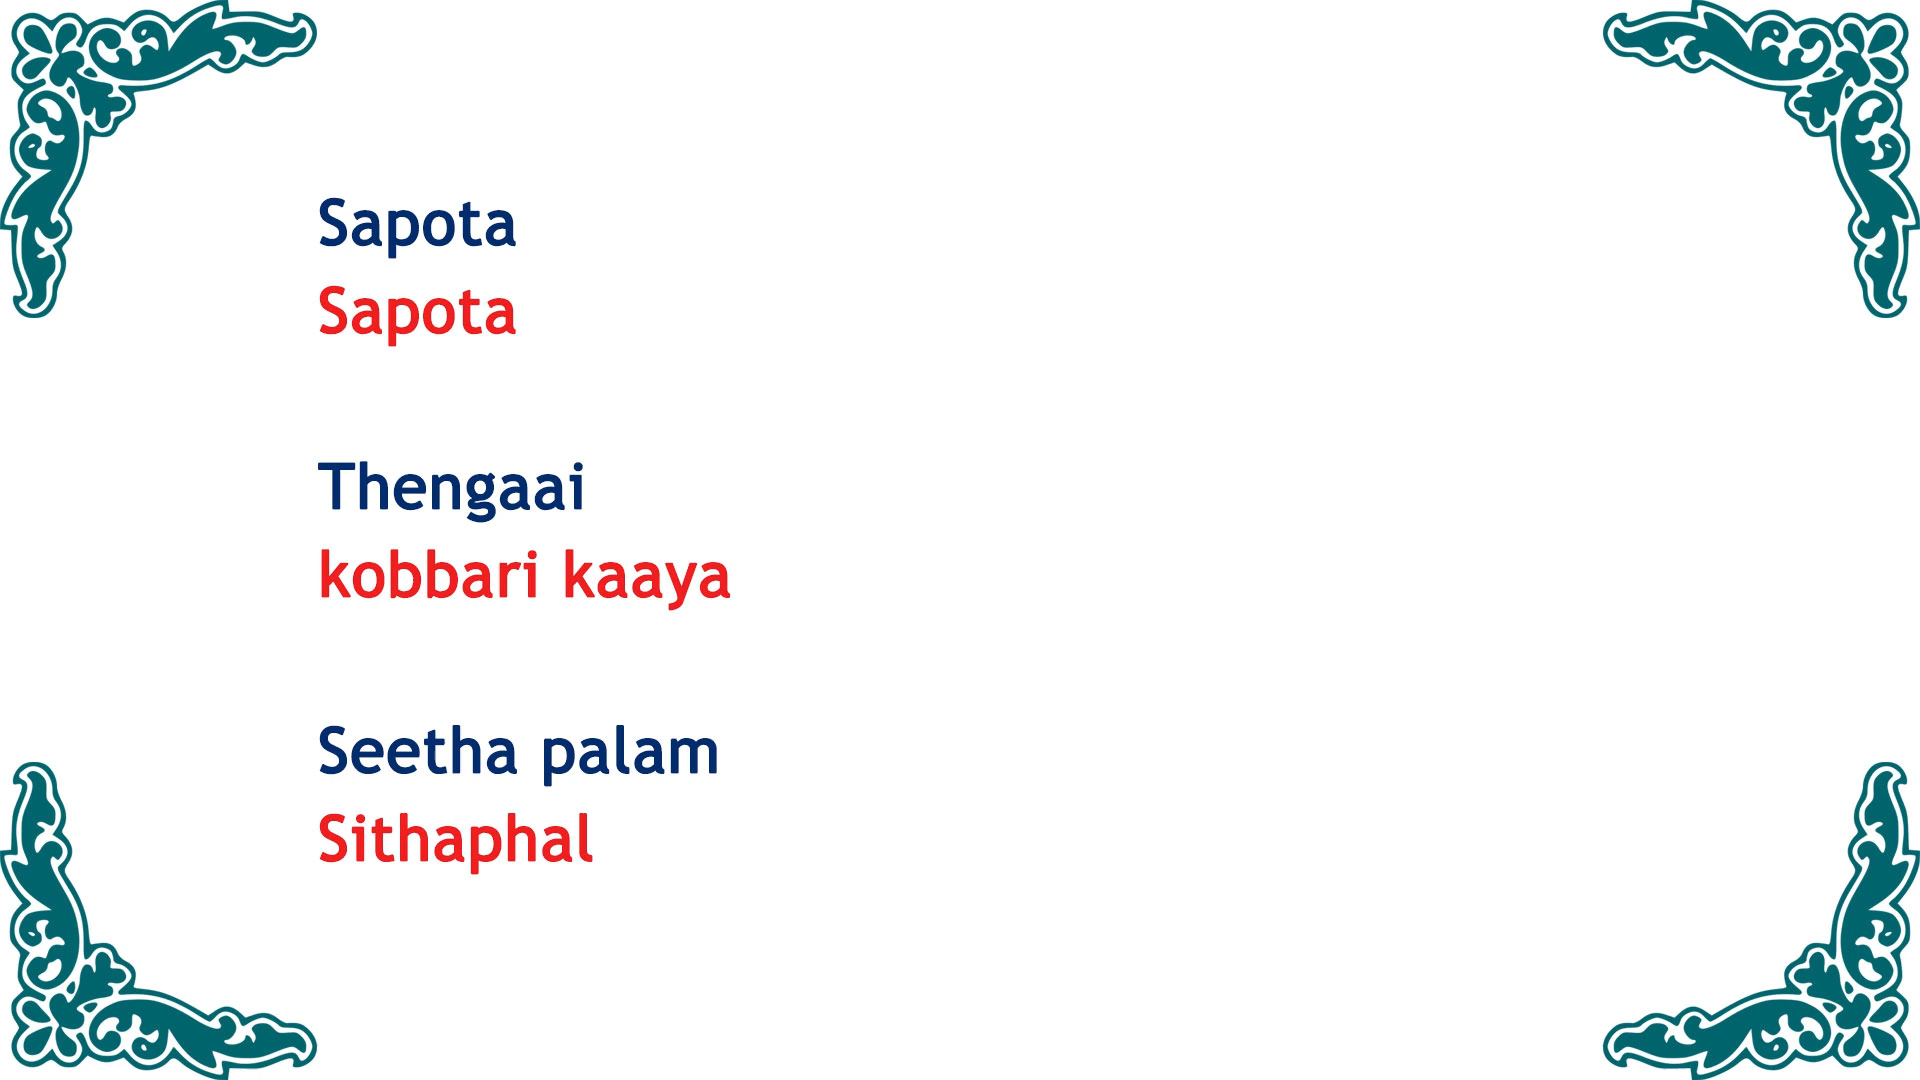 Sapota
Sapota
Thengaai
kobbari kaaya
Seetha palam
Sithaphal